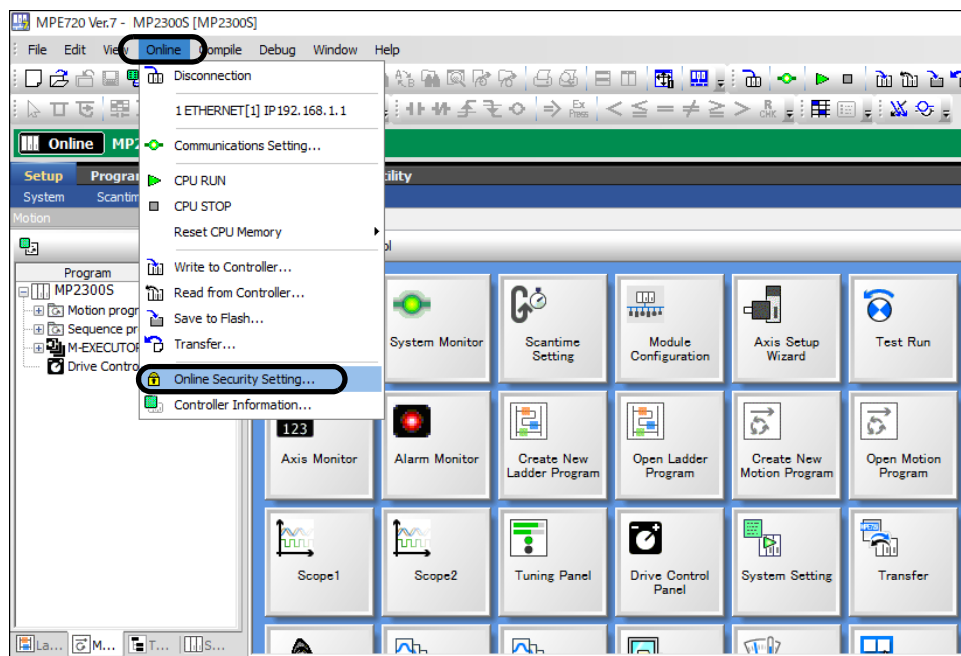 MPE720 Ver.7 - MP2300S [MP2300S]
File Edit View Online Compile Debug Window Help
Disconnection
1 ETHERNET[1] IP192.168.1.1
Communications Setting...
CPU RUN
CPU STOP
Reset CPU Memory
Write to Controller...
Read from Controller...
Save to Flash...
Transfer...
Online Security Setting...
Controller Information...
Online MP2
Setup Program
System Scantim
Motion
Program
MP2300S
Motion progr
Sequence pr
M-EXECUTOR
Drive Contro
System Monitor
Scantime
Setting
Module
Configuration
Axis Setup
Wizard
Test Run
123
Axis Monitor
Alarm Monitor
Create New
Ladder Program
Open Ladder
Program
Create New
Motion Program
Open Motion
Program
Scope1
Scope2
Tuning Panel
Drive Control
Panel
System Setting
Transfer
La... M... T... S...